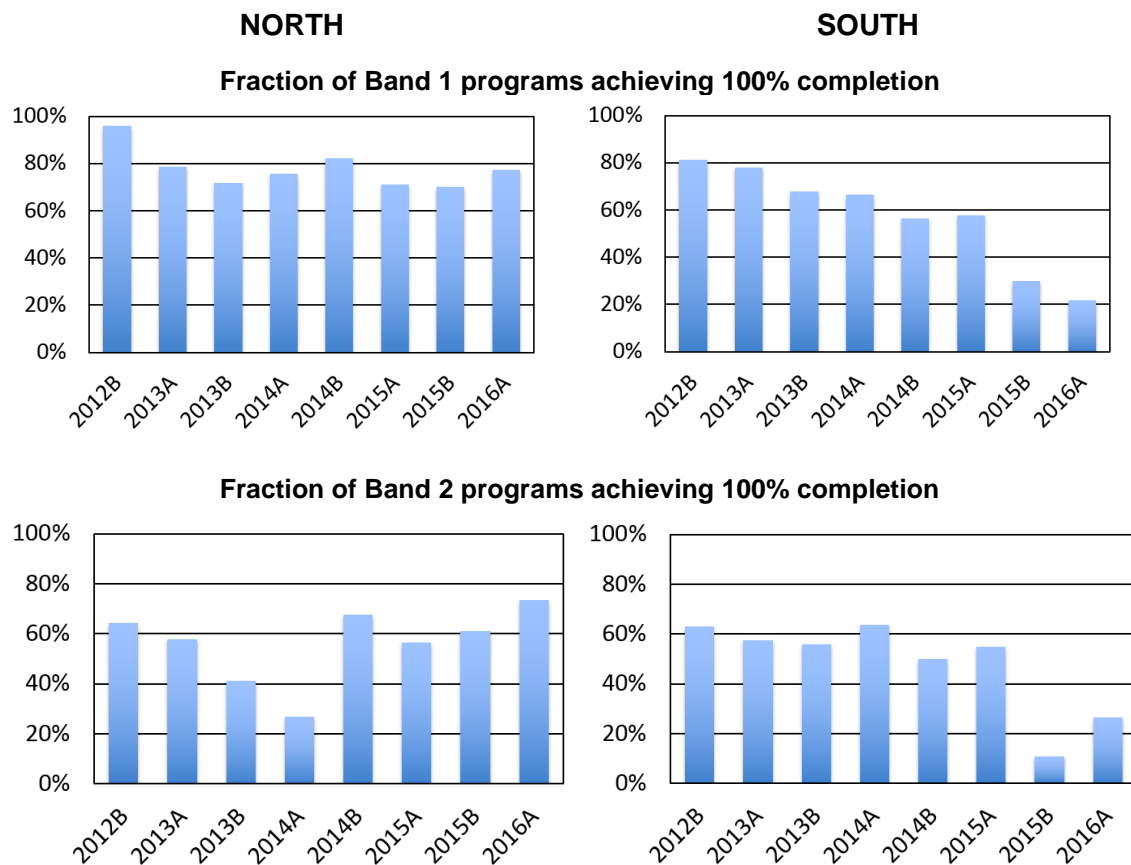 NORTH
SOUTH
Fraction of Band 1 programs achieving 100% completion
100%
80%
60%
40%
20%
0%
2012B
2013A
2013B
2014A
2014B
2015A
2015B
2016A
100%
80%
60%
40%
20%
0%
2012B
2013A
2013B
2014A
2014B
2015A
2015B
2016A
Fraction of Band 2 programs achieving 100% completion
100%
80%
60%
40%
20%
0%
2012B
2013A
2013B
2014A
2014B
2015A
2015B
2016A
100%
80%
60%
40%
20%
0%
2012B
2013A
2013B
2014A
2014B
2015A
2015B
2016A